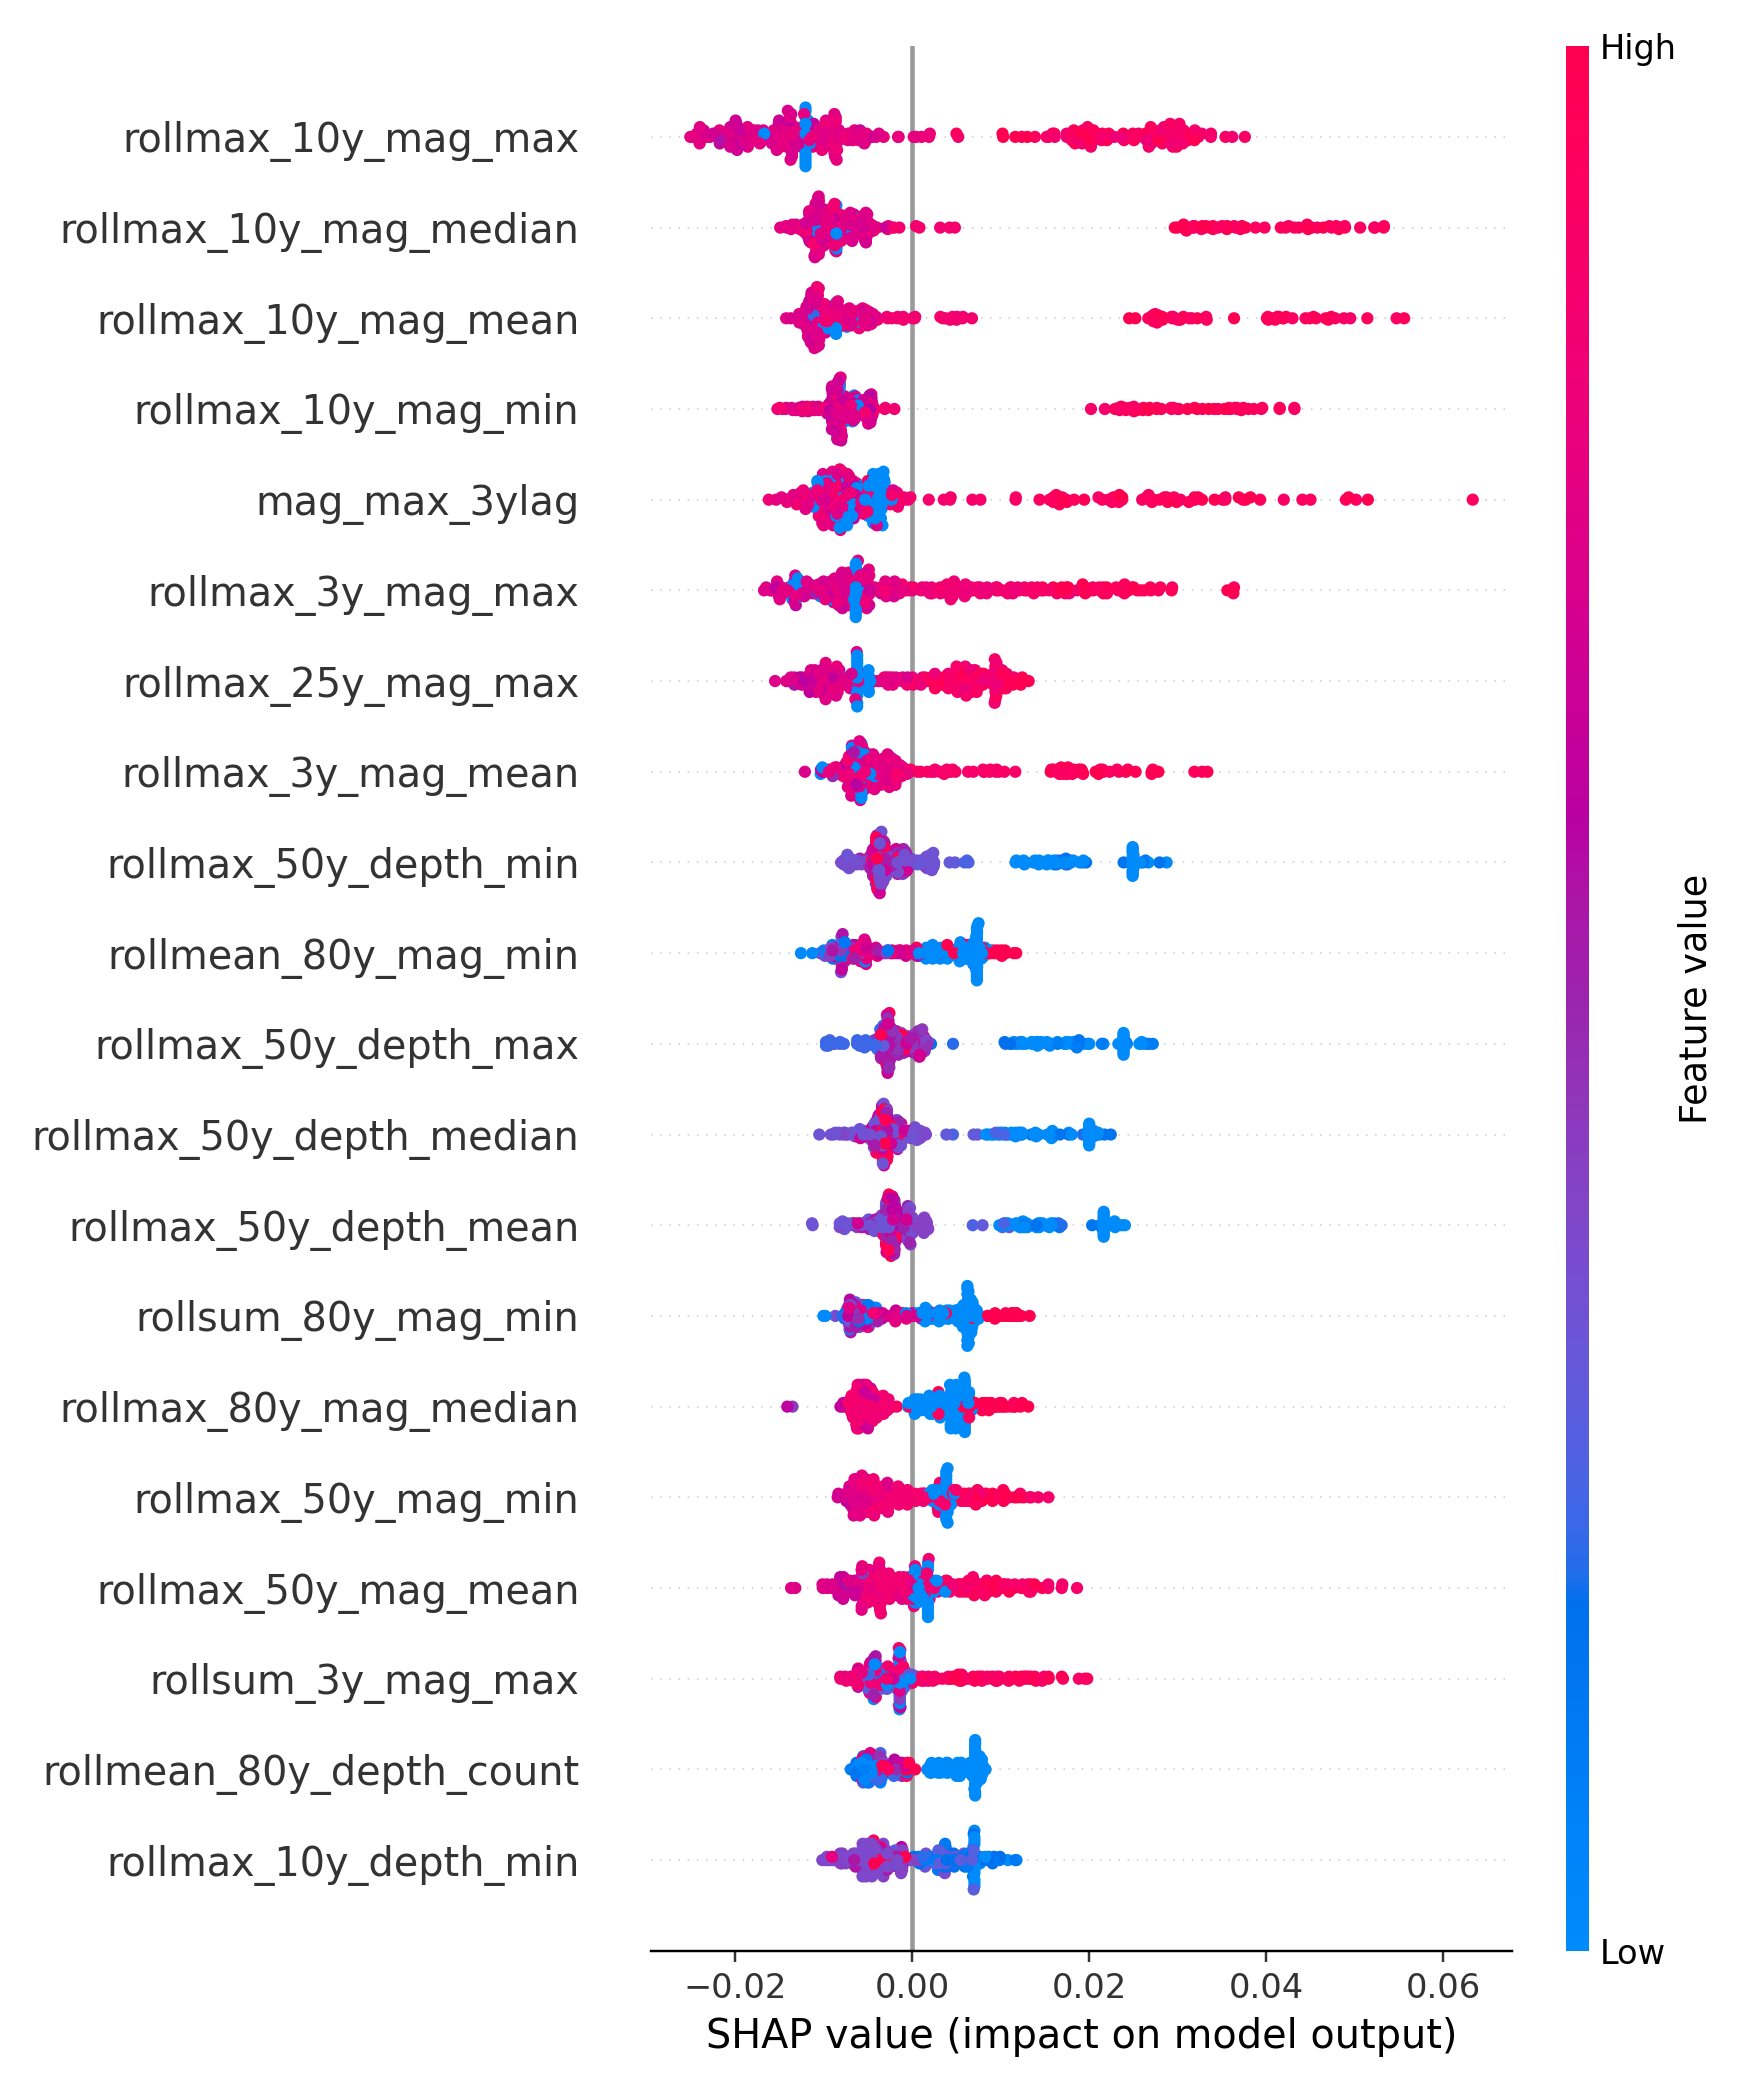 High
rollmax_10y_mag_max
rollmax_10y_mag_median
rollmax_10y_mag_mean
rollmax_10y_mag_min
mag_max_3ylag
rollmax_3y_mag_max
rollmax_25y_mag_max
rollmax_3y_mag_mean
rollmax_50y_depth_min
rollmean_80y_mag_min
rollmax_50y_depth_max
rollmax_50y_depth_median
rollmax_50y_depth_mean
rollsum_80y_mag_min
rollmax_80y_mag_median
rollmax_50y_mag_min
rollmax_50y_mag_mean
rollsum_3y_mag_max
rollmean_80y_depth_count
rollmax_10y_depth_min
Feature value
Low
−0.02 0.00 0.02 0.04 0.06
SHAP value (impact on model output)